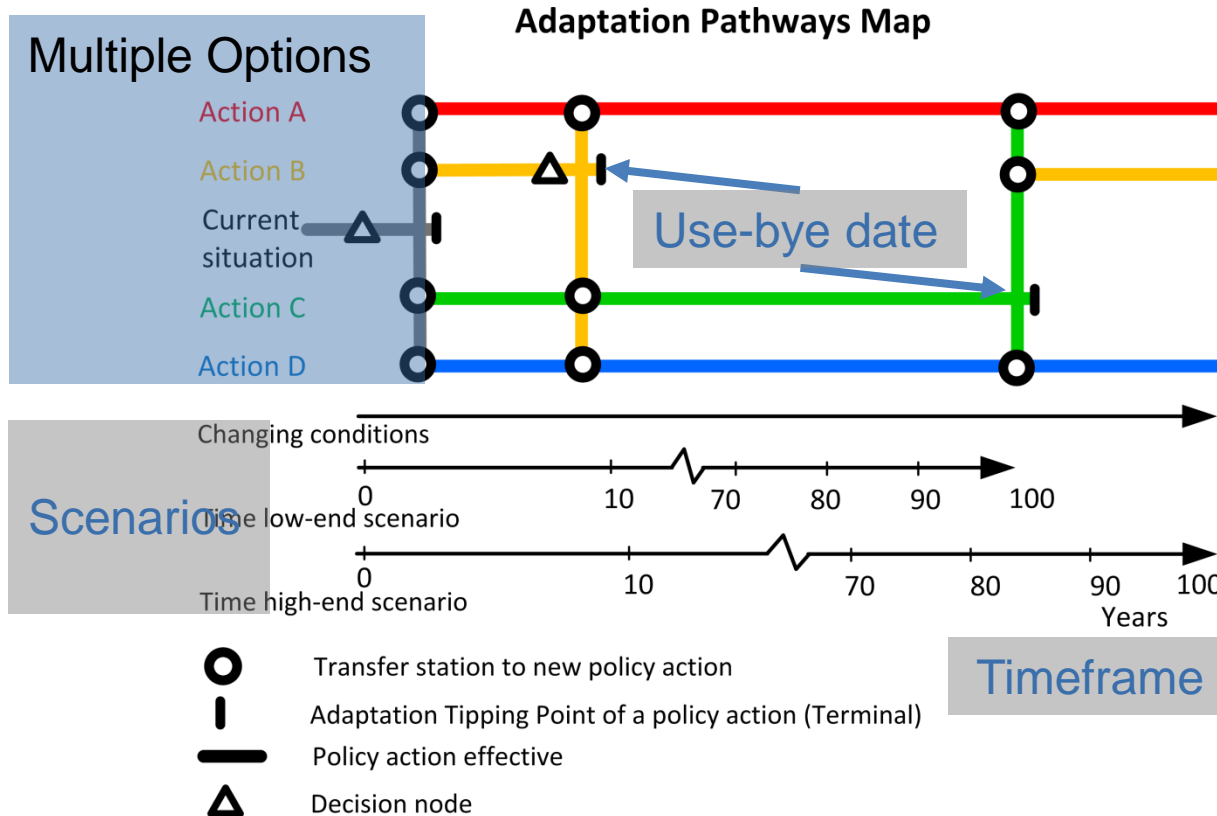 Adaptation Pathways Map
Multiple Options
Action A
Action B
Current
situation
Action C
Action D
Use-bye date
Changing conditions
0 10 70 80 90 100
Time low-end scenario
Scenarios
0 10 70 80 90 100
Time high-end scenario
Years
Timeframe
Transfer station to new policy action
Adaptation Tipping Point of a policy action (Terminal)
Policy action effective
Decision node